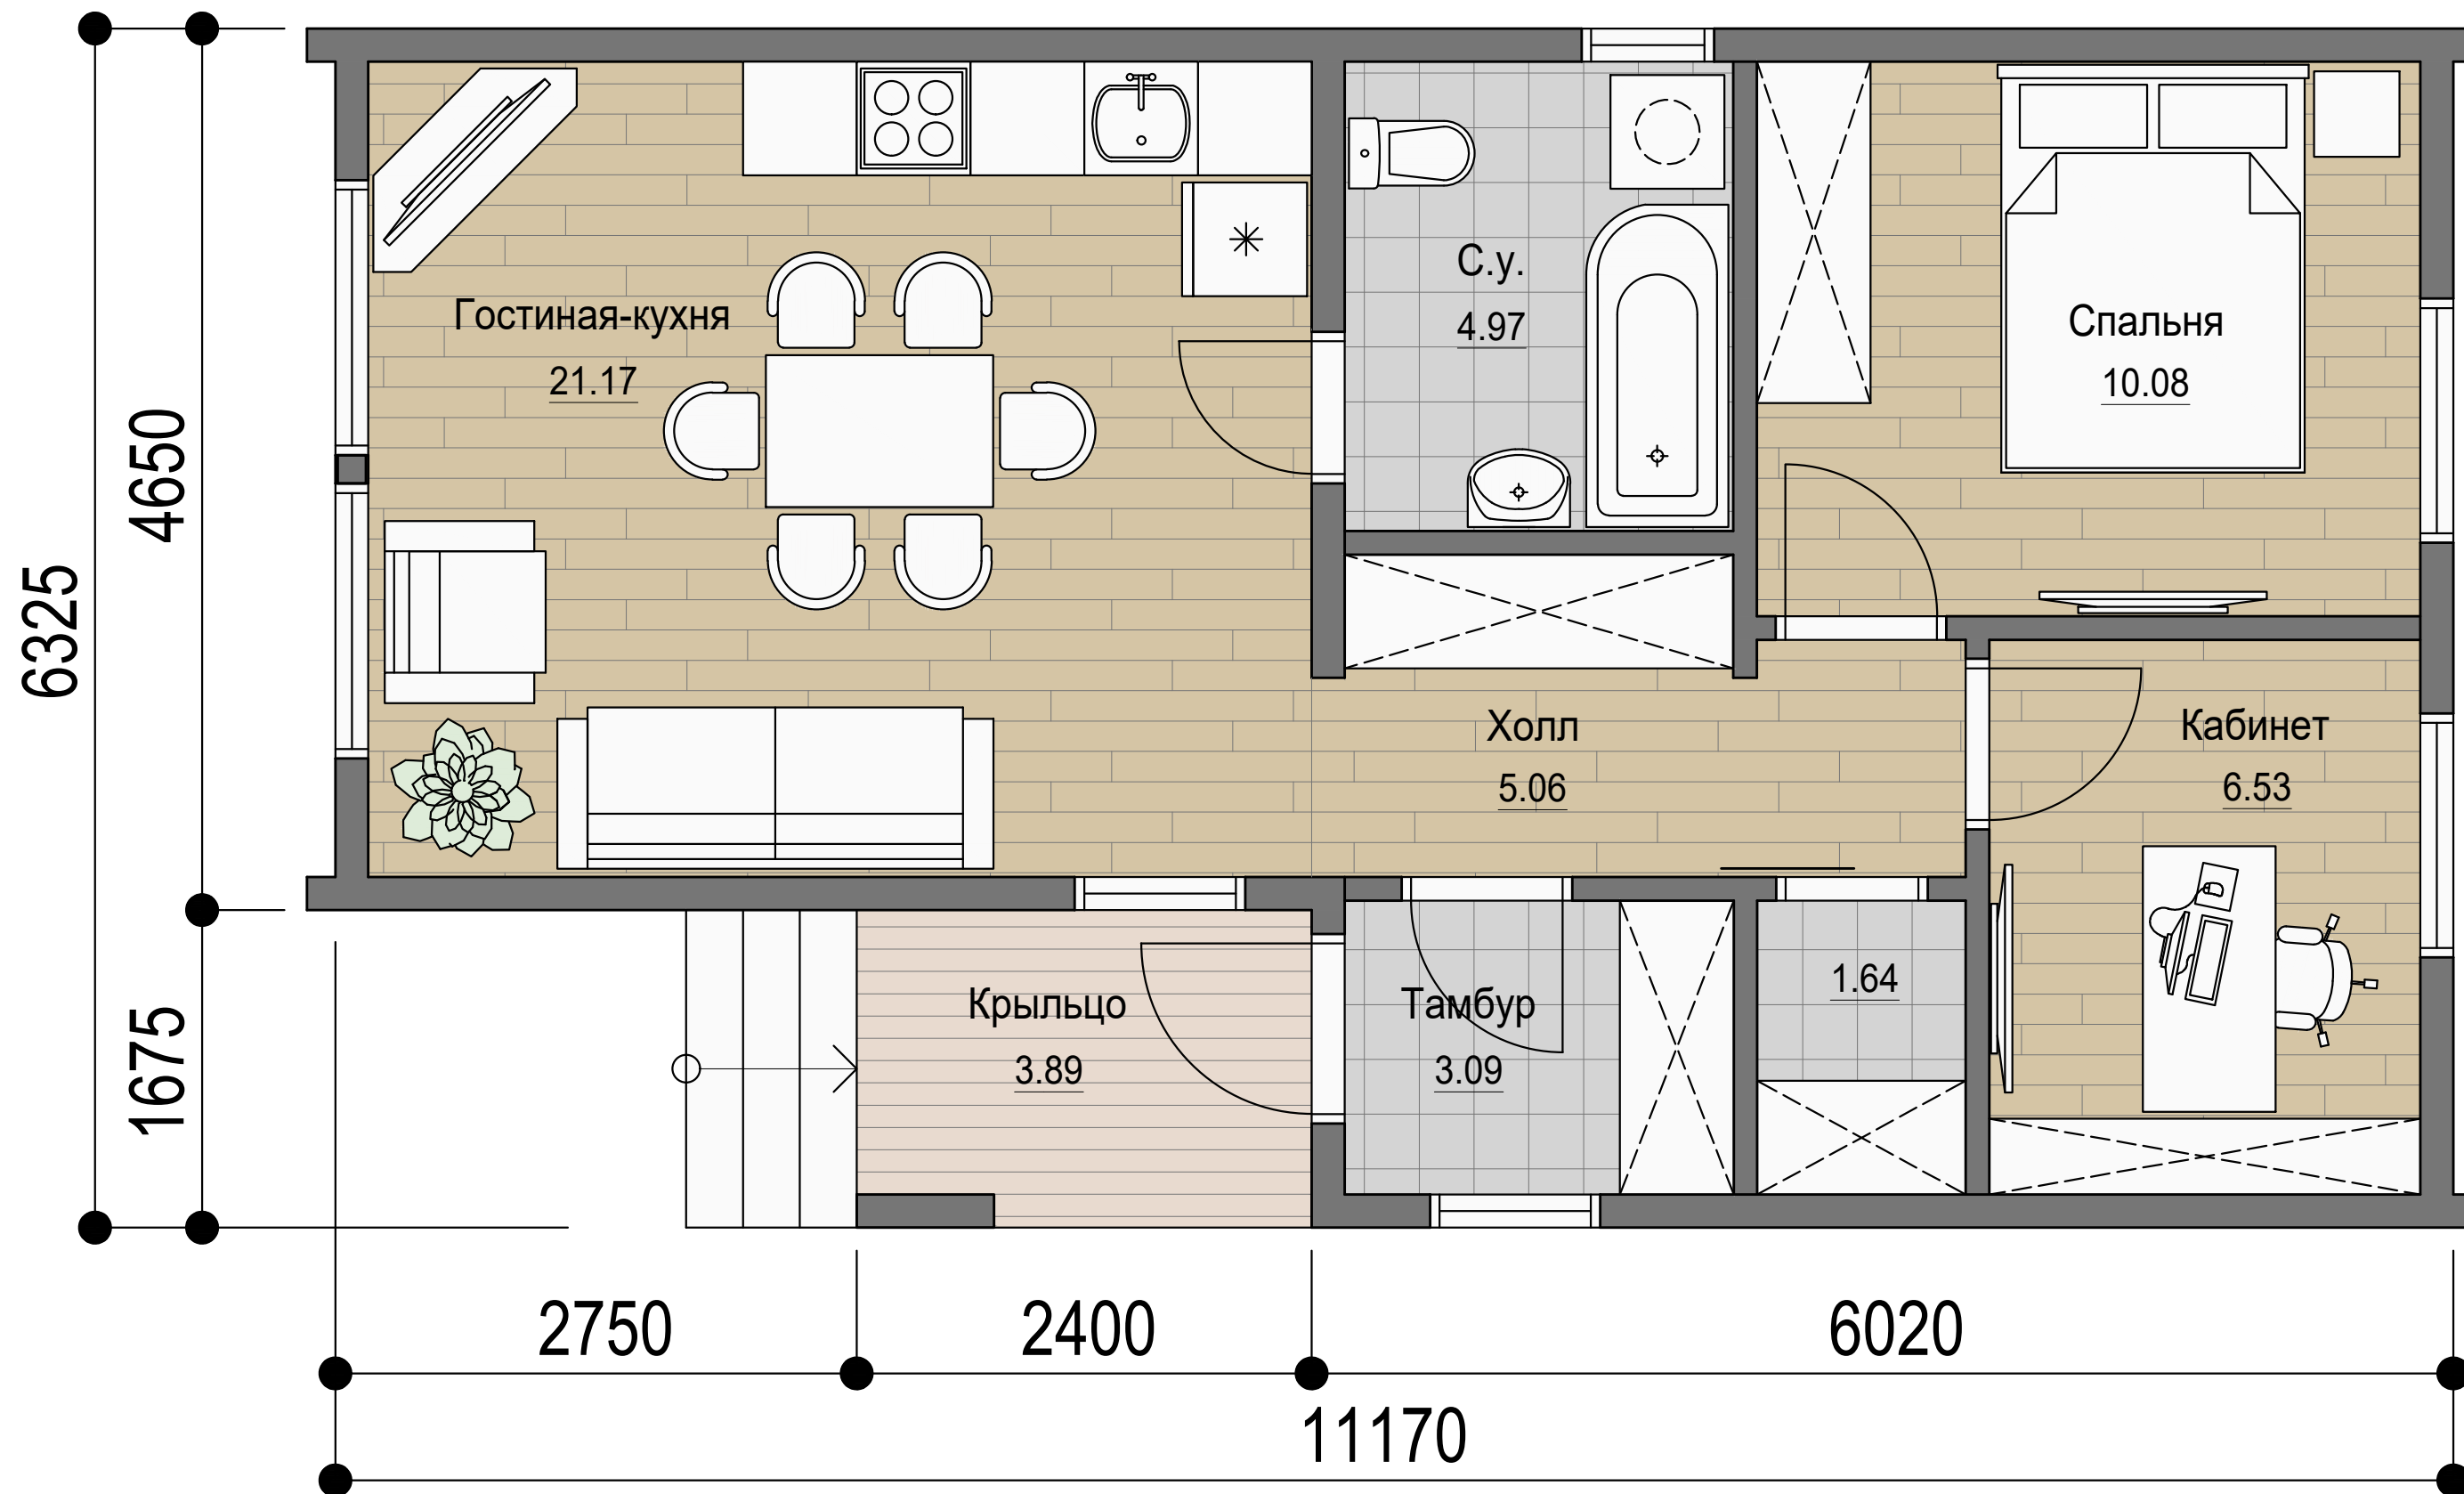 Гостиная-кухня
21.17
С.у.
4.97
Спальня
10.08
Холл
5.06
Кабинет
6.53
Крыльцо
3.89
Тамбур
3.09
1.64
6325
4650
1675
2750
2400
6020
11170